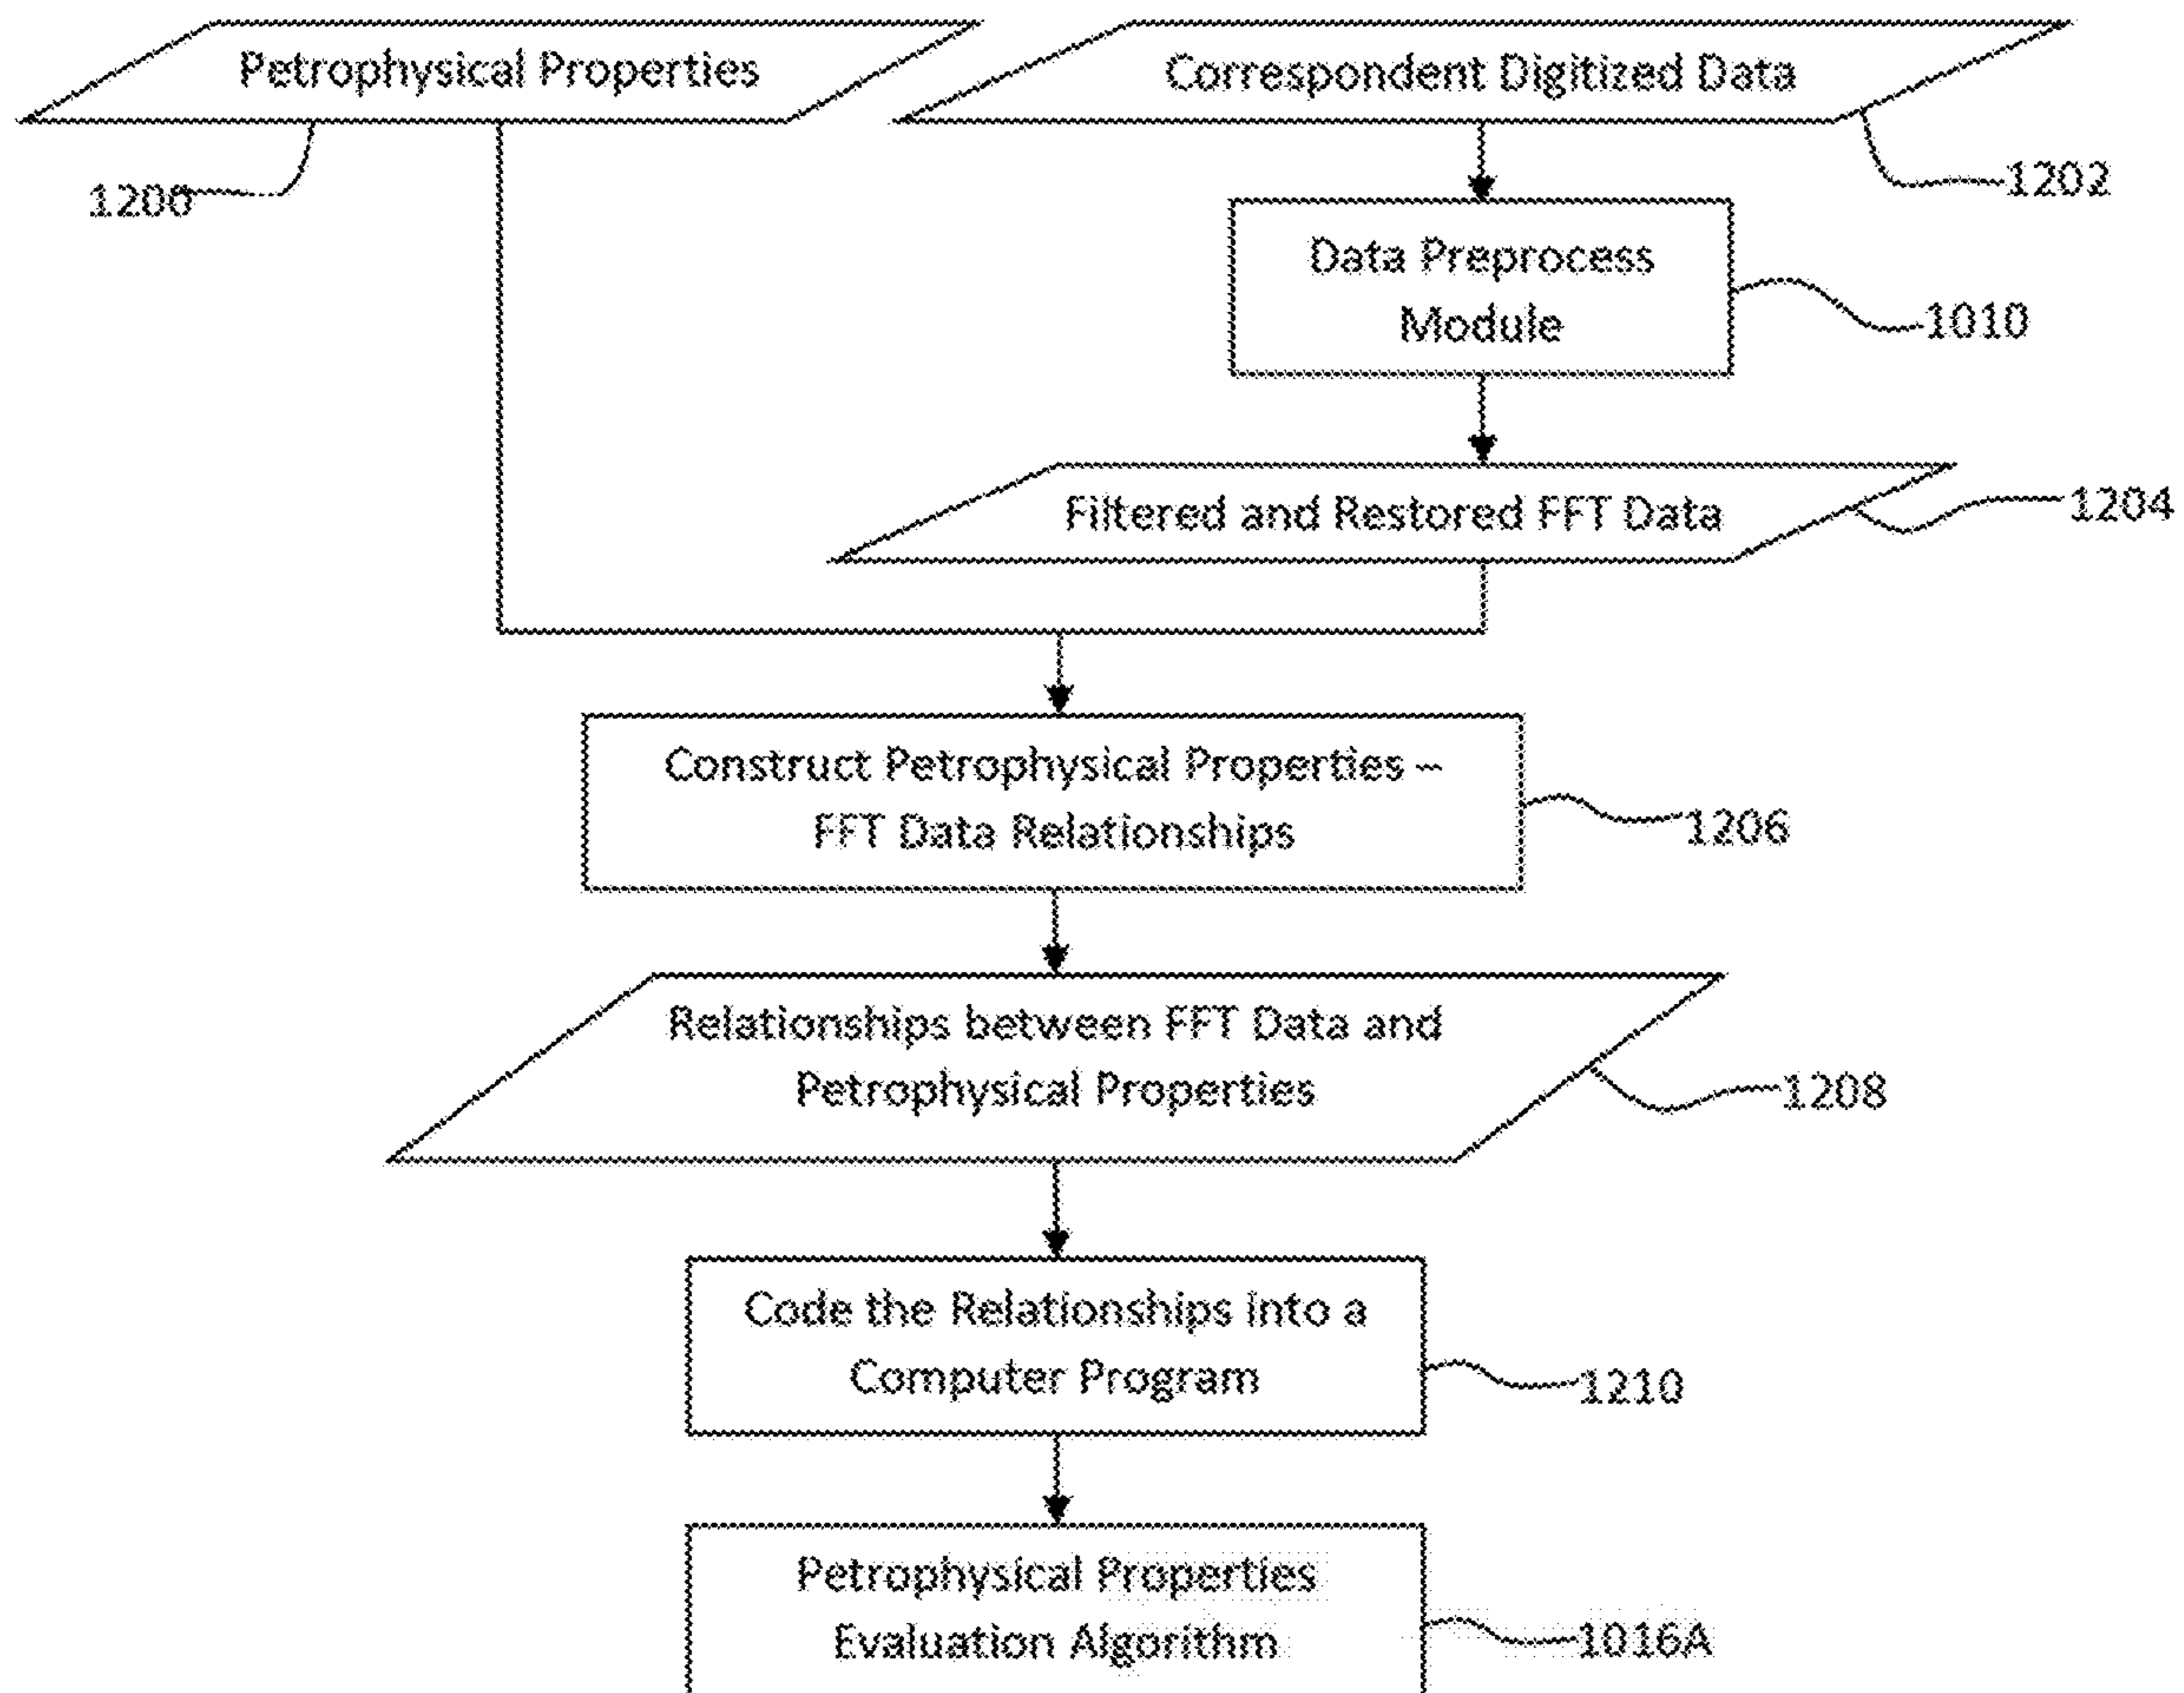 Petrophysical Properties
Correspondent Digitized Data
1200
1202
Data Preprocess
Module
1010
Filtered and Restored FFT Data
1204
Construct Petrophysical Properties –
FFT Data Relationships
1206
Relationships between FFT Data and
Petrophysical Properties
1208
Code the Relationships into a
Computer Program
1210
Petrophysical Properties
Evaluation Algorithm
1016A